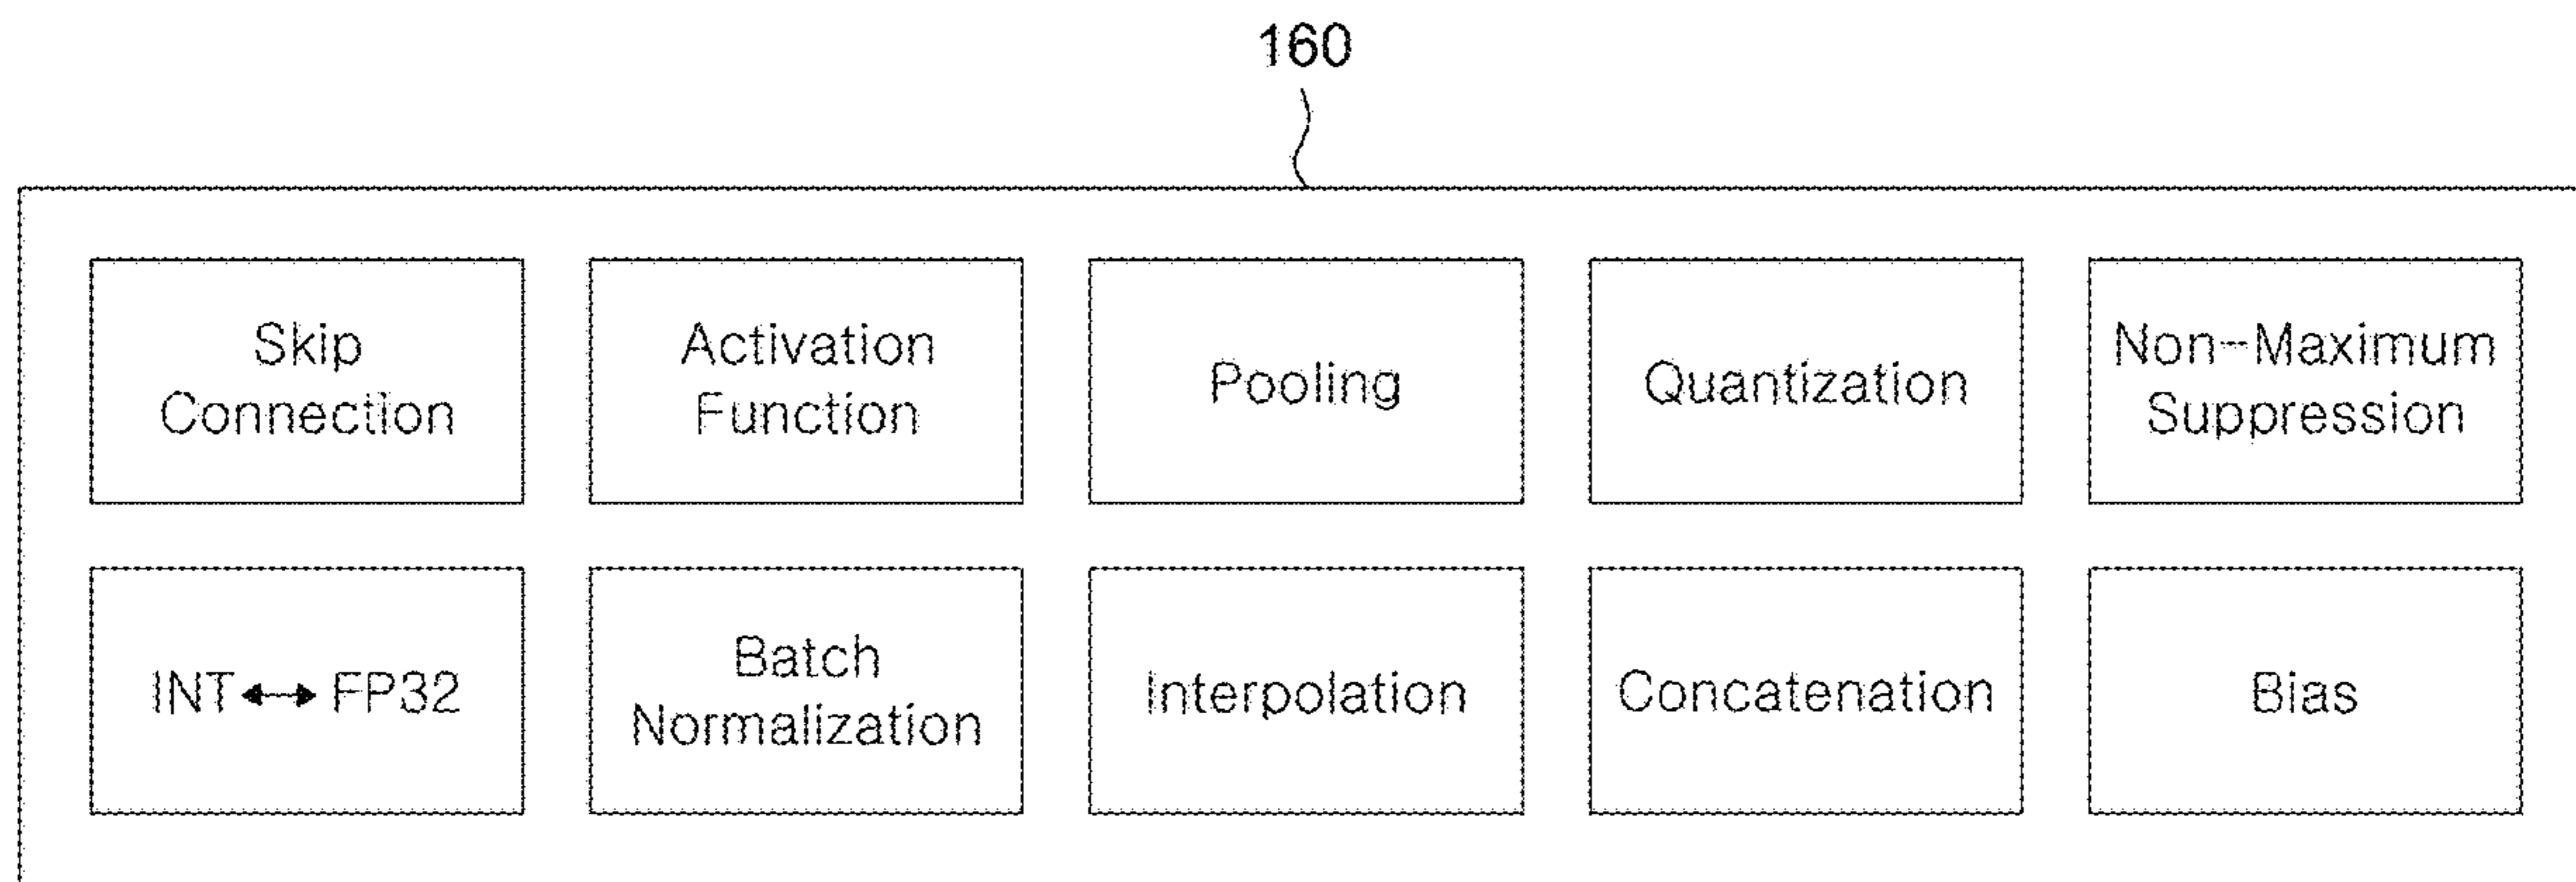 160
Skip
Connection
Activation
Function
Pooling
Quantization
Non-Maximum
Suppression
INT↔FP32
Batch
Normalization
Interpolation
Concatenation
Bias